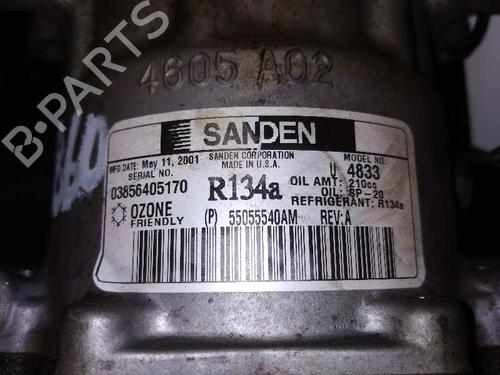 4605 A02
B-PARTS
SANDEN
MFG DATE: May 11, 2001 SANDEN CORPORATION MODEL NO.
SERIAL NO. MADE IN U.S.A. U 4833
03856405170 R134a OIL AMT: 210cc
OIL: SP-20
OZONE FRIENDLY REFRIGERANT: R134a
(P) 55055540AM REV:A